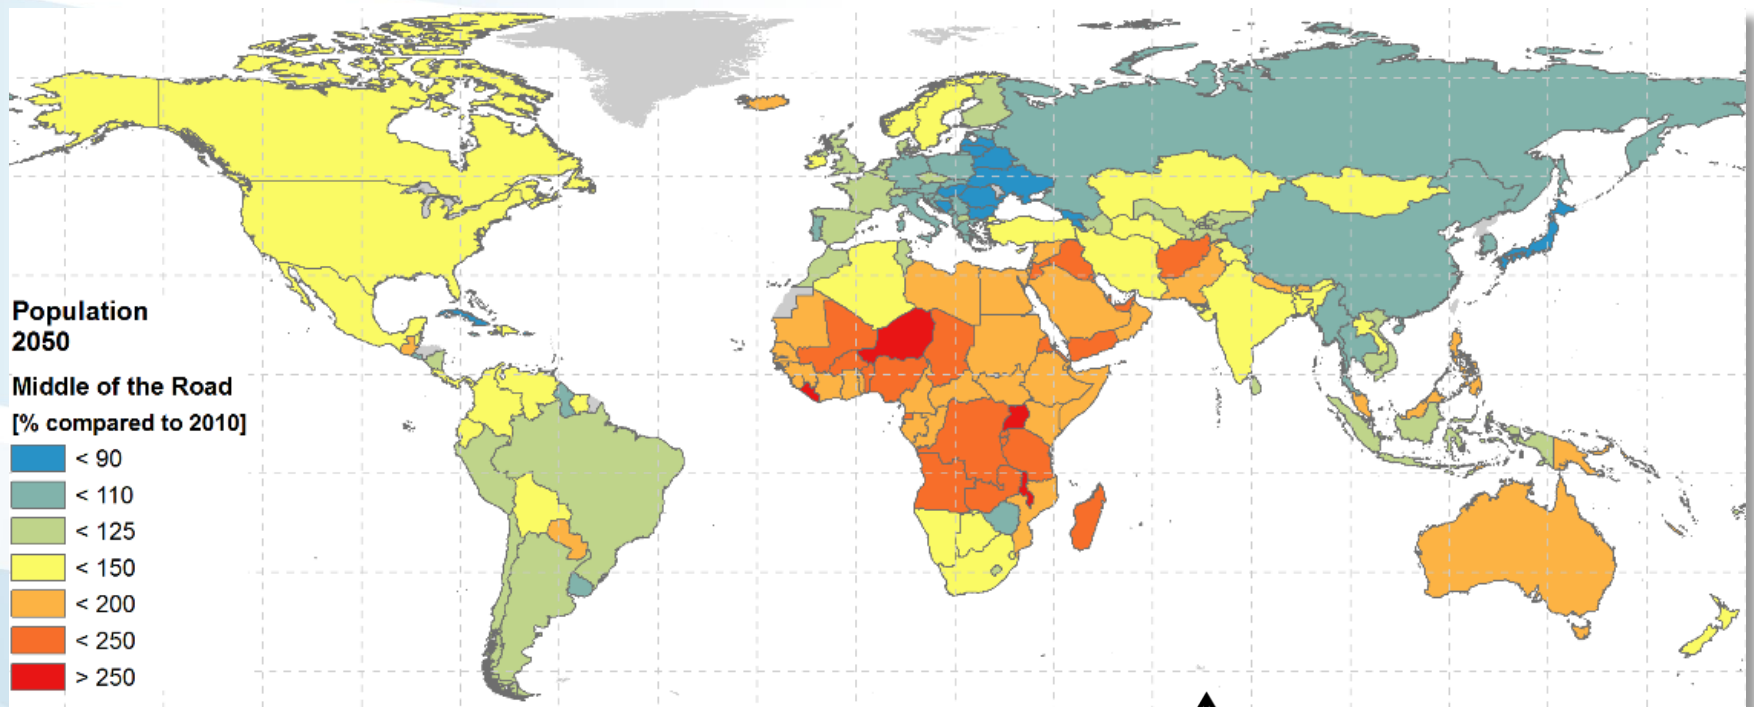 Population
2050
Middle of the Road
[% compared to 2010]
< 90
< 110
< 125
< 150
< 200
< 250
> 250